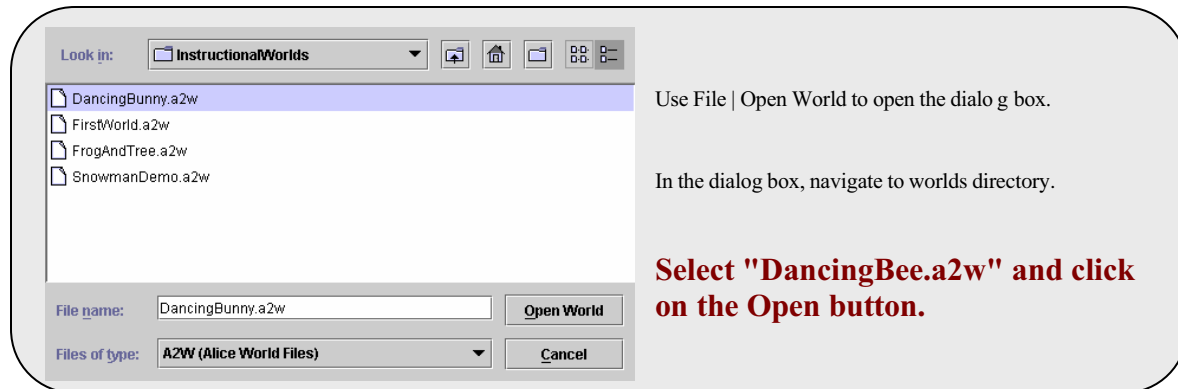 Look in:
InstructionalWorlds
DancingBunny.a2w
FirstWorld.a2w
FrogAndTree.a2w
SnowmanDemo.a2w
File name:
DancingBunny.a2w
Open World
Files of type:
A2W (Alice World Files)
Cancel
Use File | Open World to open the dialo g box.
In the dialog box, navigate to worlds directory.
Select "DancingBee.a2w" and click
on the Open button.